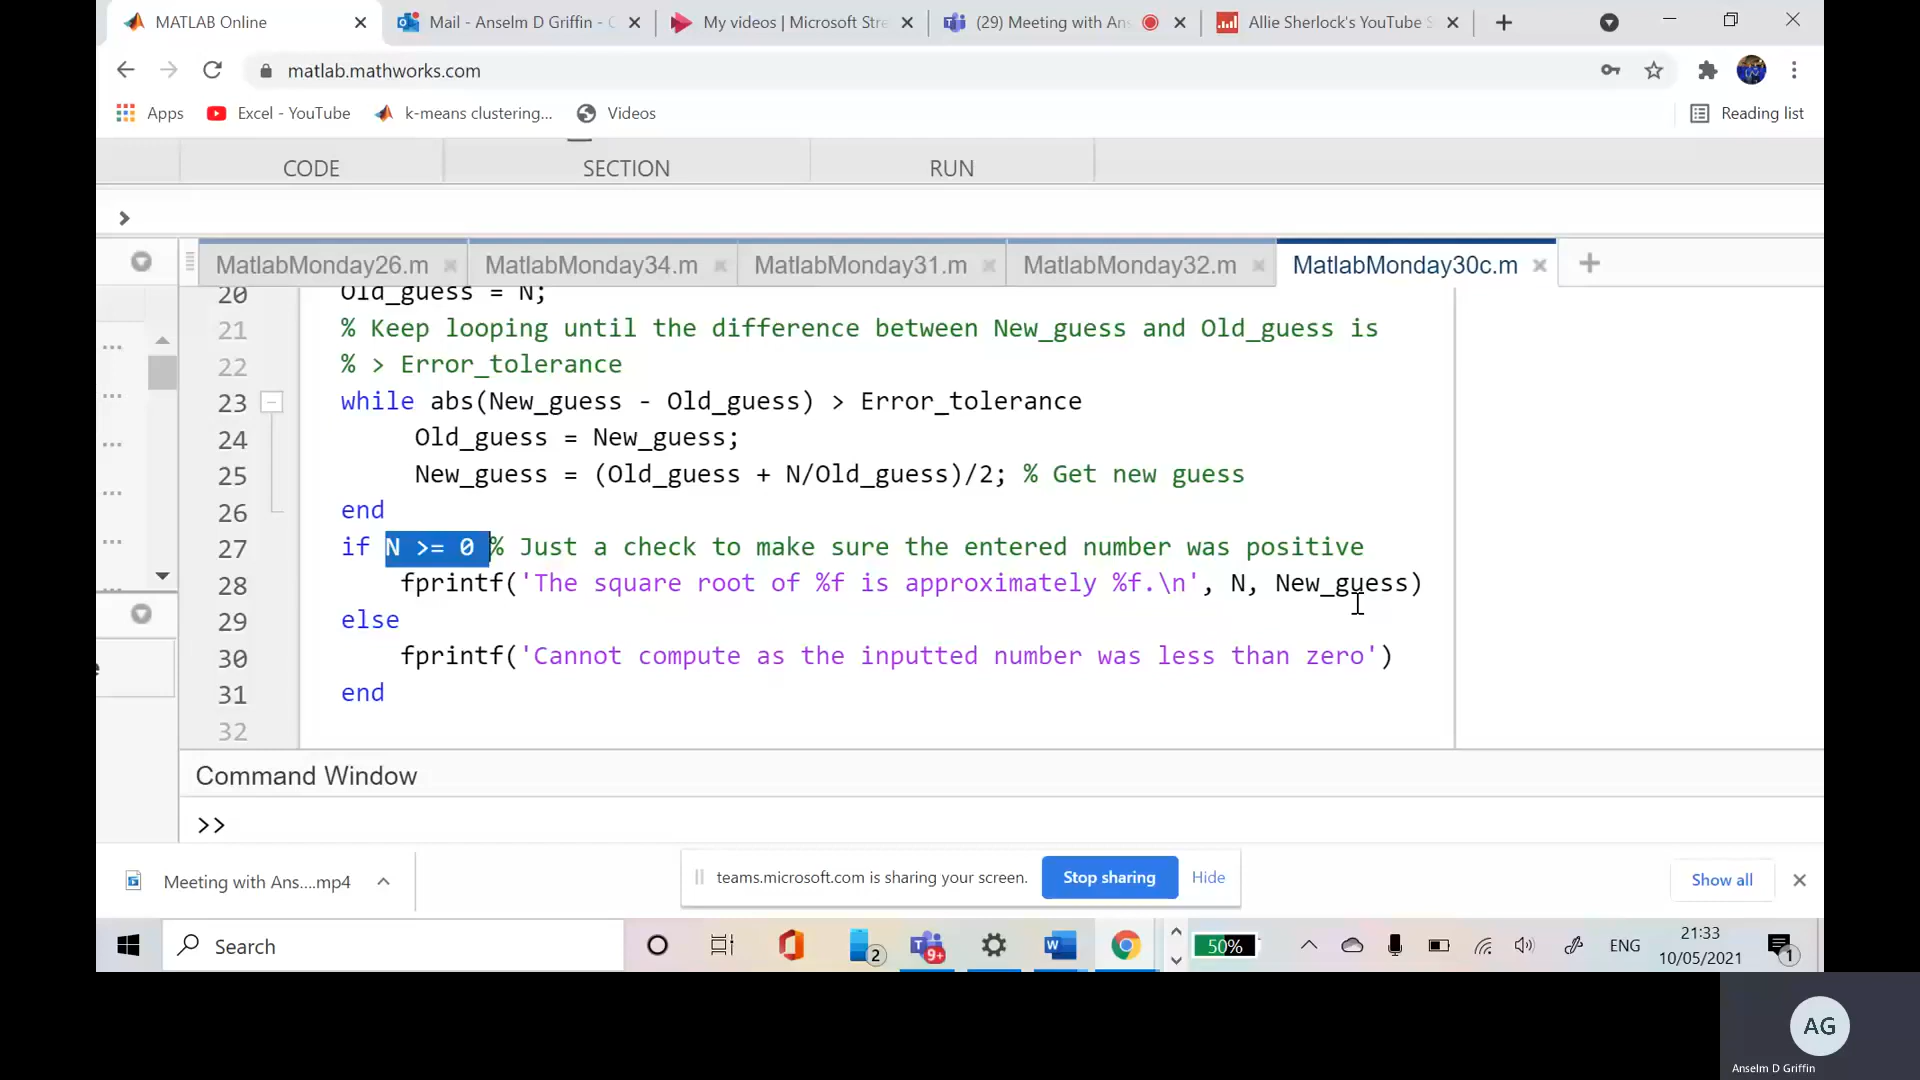 MATLAB Online
Mail - Anselm D Griffin - C
My videos | Microsoft Stre
(29) Meeting with Ans
Allie Sherlock's YouTube S
matlab.mathworks.com
Apps
Excel - YouTube
k-means clustering...
Videos
Reading list
CODE
SECTION
RUN
MatlabMonday26.m
MatlabMonday34.m
MatlabMonday31.m
MatlabMonday32.m
MatlabMonday30c.m
20 Old_guess = N;
21 % Keep looping until the difference between New_guess and Old_guess is
22 % > Error_tolerance
23 while abs(New_guess - Old_guess) > Error_tolerance
24 Old_guess = New_guess;
25 New_guess = (Old_guess + N/Old_guess)/2; % Get new guess
26 end
27 if N >= 0 % Just a check to make sure the entered number was positive
28 fprintf('The square root of %f is approximately %f.\n', N, New_guess)
29 else
30 fprintf('Cannot compute as the inputted number was less than zero')
31 end
32
Command Window
>>
Meeting with Ans....mp4
teams.microsoft.com is sharing your screen.
Stop sharing
Hide
Show all
Search
2
9+
50%
ENG
21:33
10/05/2021
1
AG
Anselm D Griffin